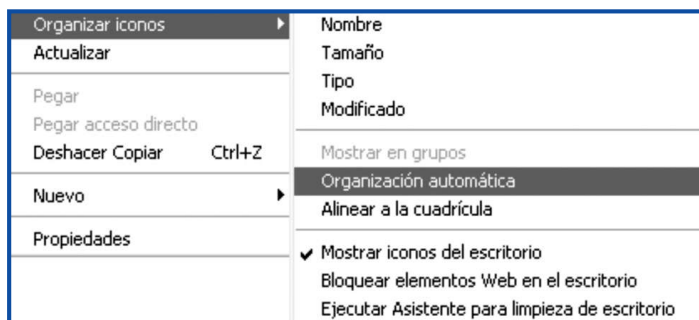 Organizar iconos
Actualizar
Pegar
Pegar acceso directo
Deshacer Copiar Ctrl+Z
Nuevo
Propiedades
Nombre
Tamaño
Tipo
Modificado
Mostrar en grupos
Organización automática
Alinear a la cuadrícula
Mostrar iconos del escritorio
Bloquear elementos Web en el escritorio
Ejecutar Asistente para limpieza de escritorio